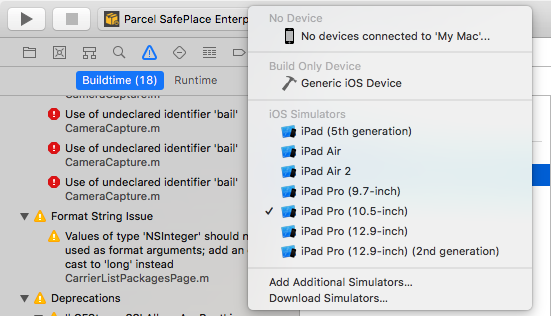 Parcel SafePlace Enterp
No Device
No devices connected to 'My Mac'...
Build Only Device
Generic iOS Device
iOS Simulators
iPad (5th generation)
iPad Air
iPad Air 2
iPad Pro (9.7-inch)
iPad Pro (10.5-inch)
iPad Pro (12.9-inch)
iPad Pro (12.9-inch) (2nd generation)
Add Additional Simulators...
Download Simulators...
Buildtime (18)
Runtime
CameraCapture.m
Use of undeclared identifier 'bail'
CameraCapture.m
Use of undeclared identifier 'bail'
CameraCapture.m
Use of undeclared identifier 'bail'
CameraCapture.m
Format String Issue
Values of type 'NSInteger' should n
used as format arguments; add an
cast to 'long' instead
CarrierListPackagesPage.m
Deprecations